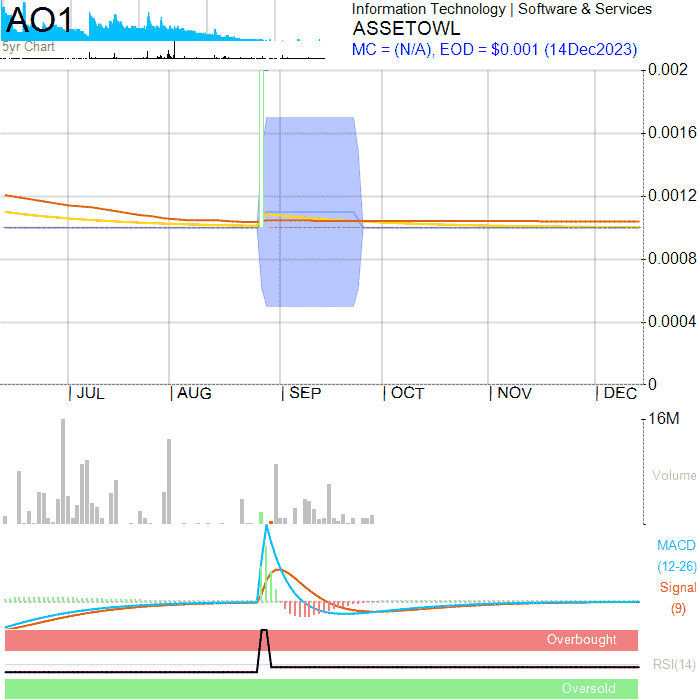 AO1
Information Technology | Software & Services
ASSETOWL
MC = (N/A), EOD = $0.001 (14Dec2023)
5yr Chart
0.002
0.0016
0.0012
0.0008
0.0004
0
JUL AUG SEP OCT NOV DEC
16M
Volume
MACD
(12-26)
Signal
(9)
Overbought
RSI(14)
Oversold